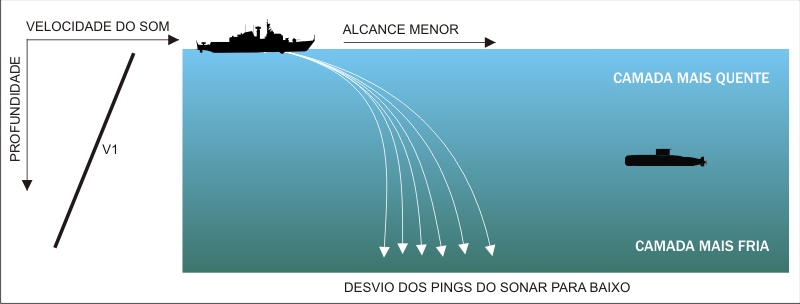 VELOCIDADE DO SOM
ALCANCE MENOR
PROFUNDIDADE
CAMADA MAIS QUENTE
V1
CAMADA MAIS FRIA
DESVIO DOS PINGS DO SONAR PARA BAIXO